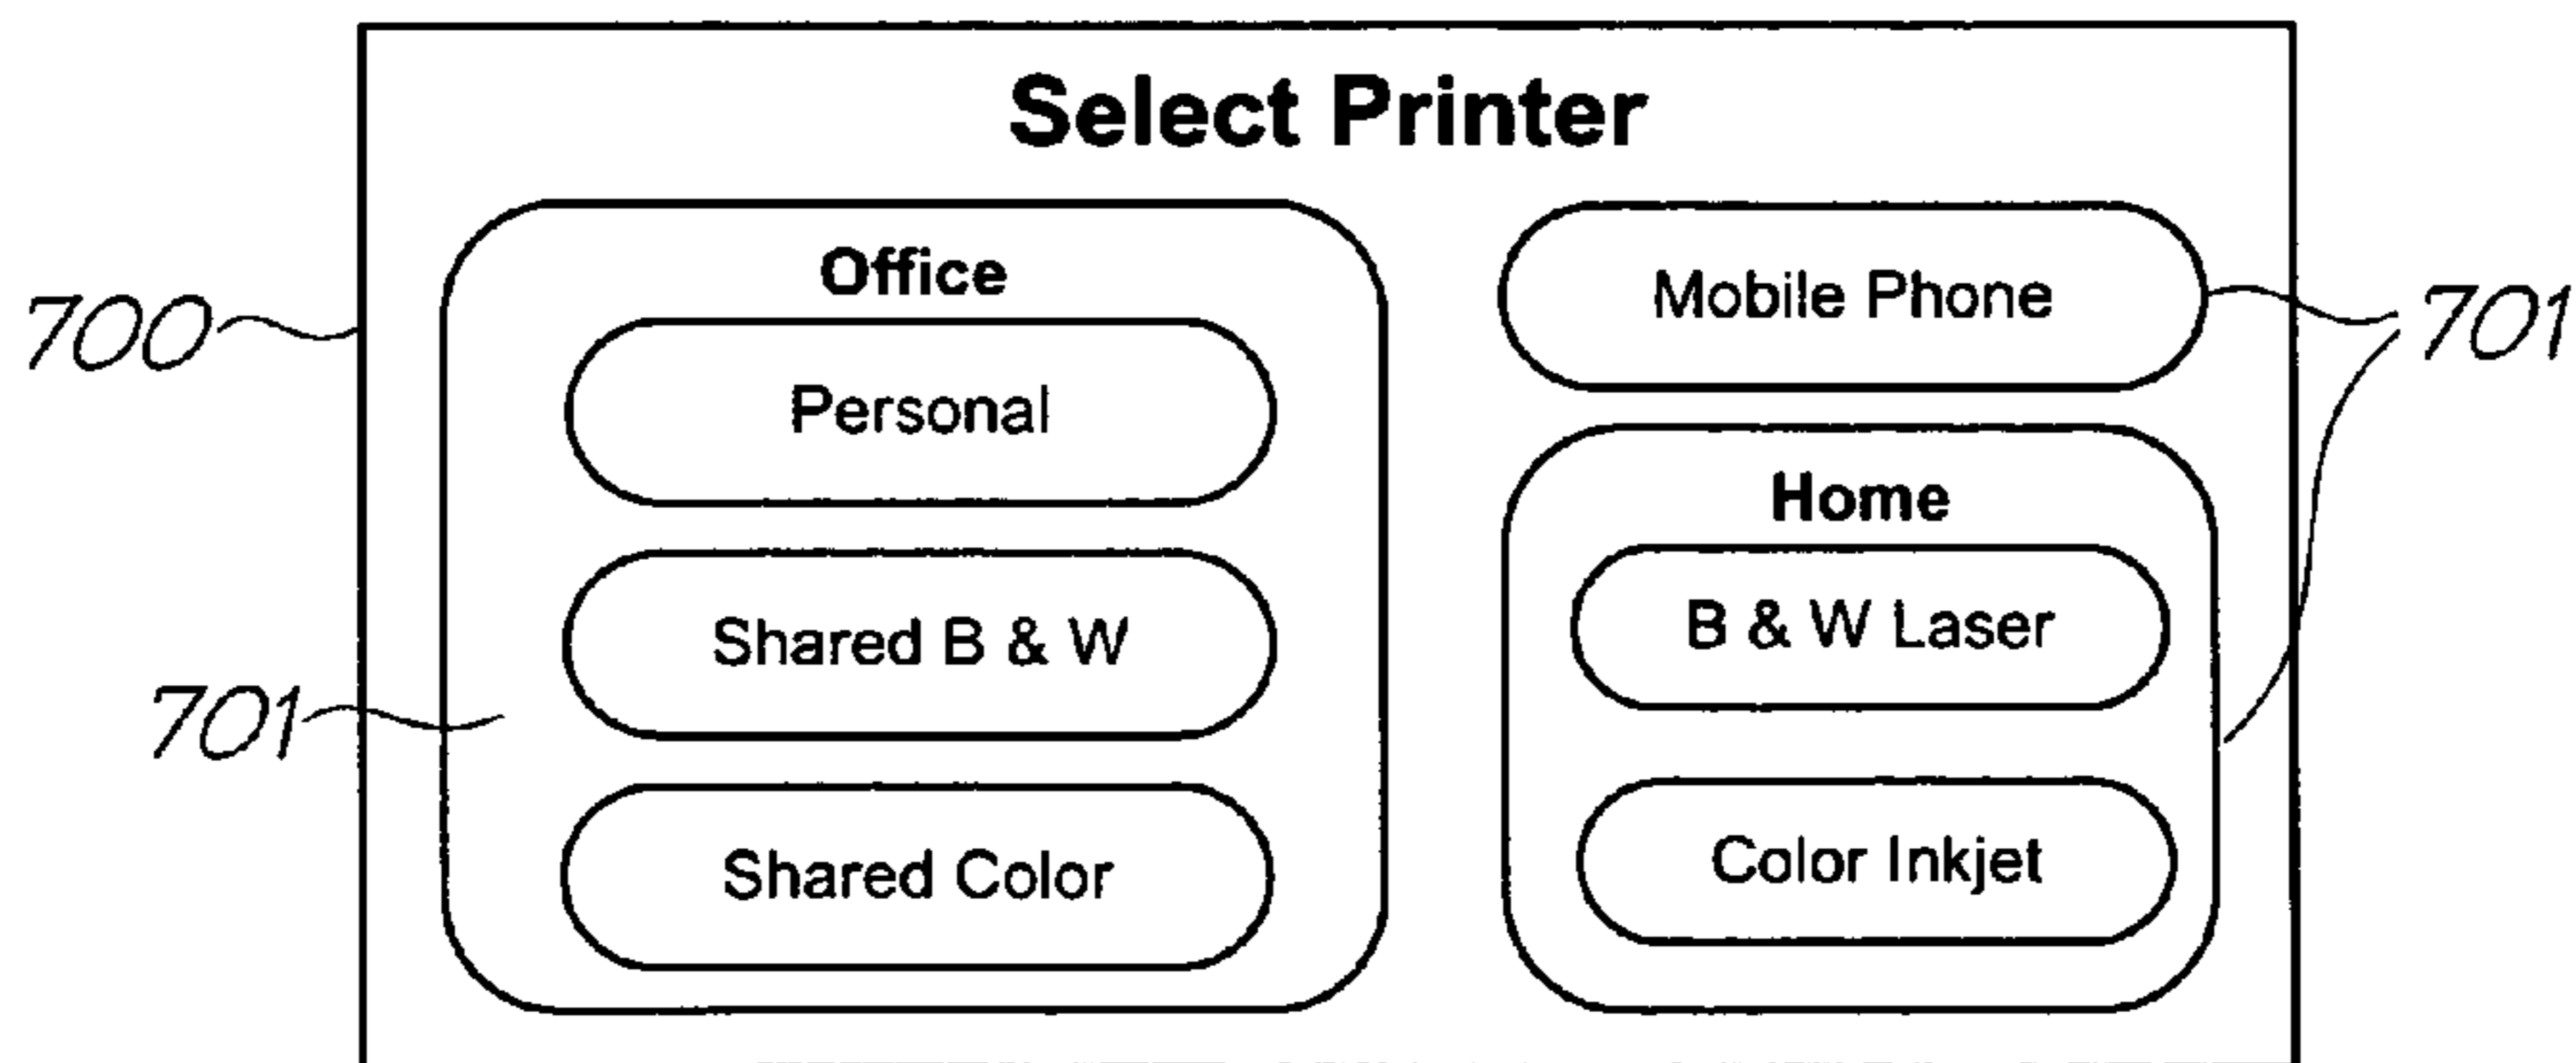 Select Printer
Office
Personal
Shared B & W
Shared Color
Mobile Phone
Home
B & W Laser
Color Inkjet
700
701
701